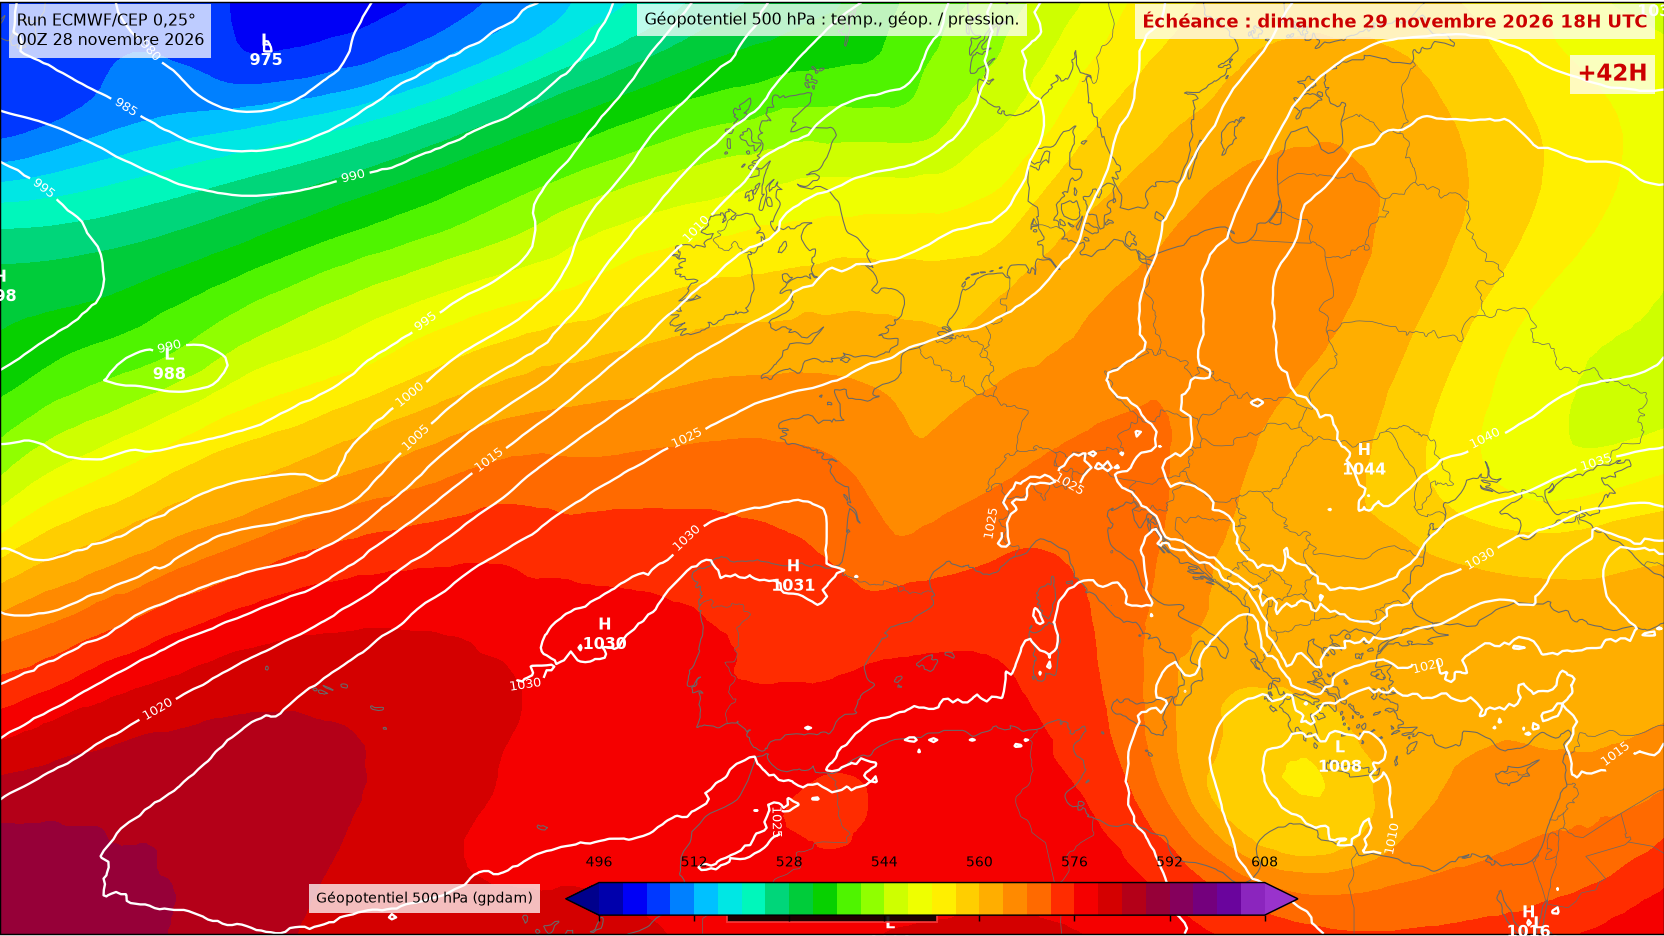 Run ECMWF/CEP 0,25°
00Z 28 novembre 2026
Géopotentiel 500 hPa : temp., géop. / pression.
Échéance : dimanche 29 novembre 2026 18H UTC
+42H
L
975
980
985
990
995
H
98
990
L
988
995
1000
1005
1010
1015
1020
1025
1030
H
1031
H
1030
1030
1025
1025
1025
H
1044
1040
1035
1030
1020
1015
L
1008
1010
H
L
1016
L
Géopotentiel 500 hPa (gpdam)
496 512 528 544 560 576 592 608